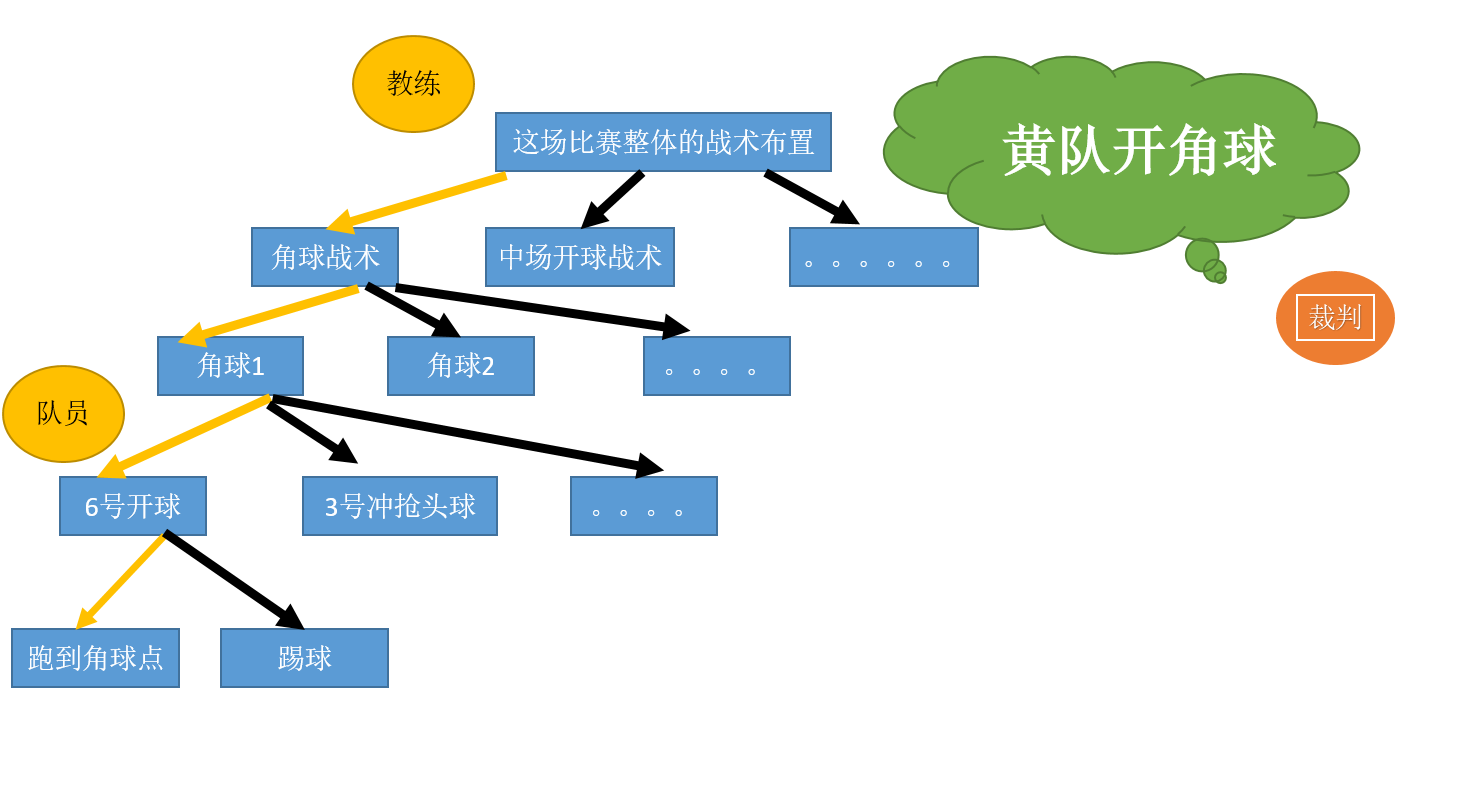 教练
这场比赛整体的战术布置
黄队开角球
角球战术
中场开球战术
。。。。。。
裁判
角球1
角球2
。。。。
队员
6号开球
3号冲抢头球
。。。。
跑到角球点
踢球